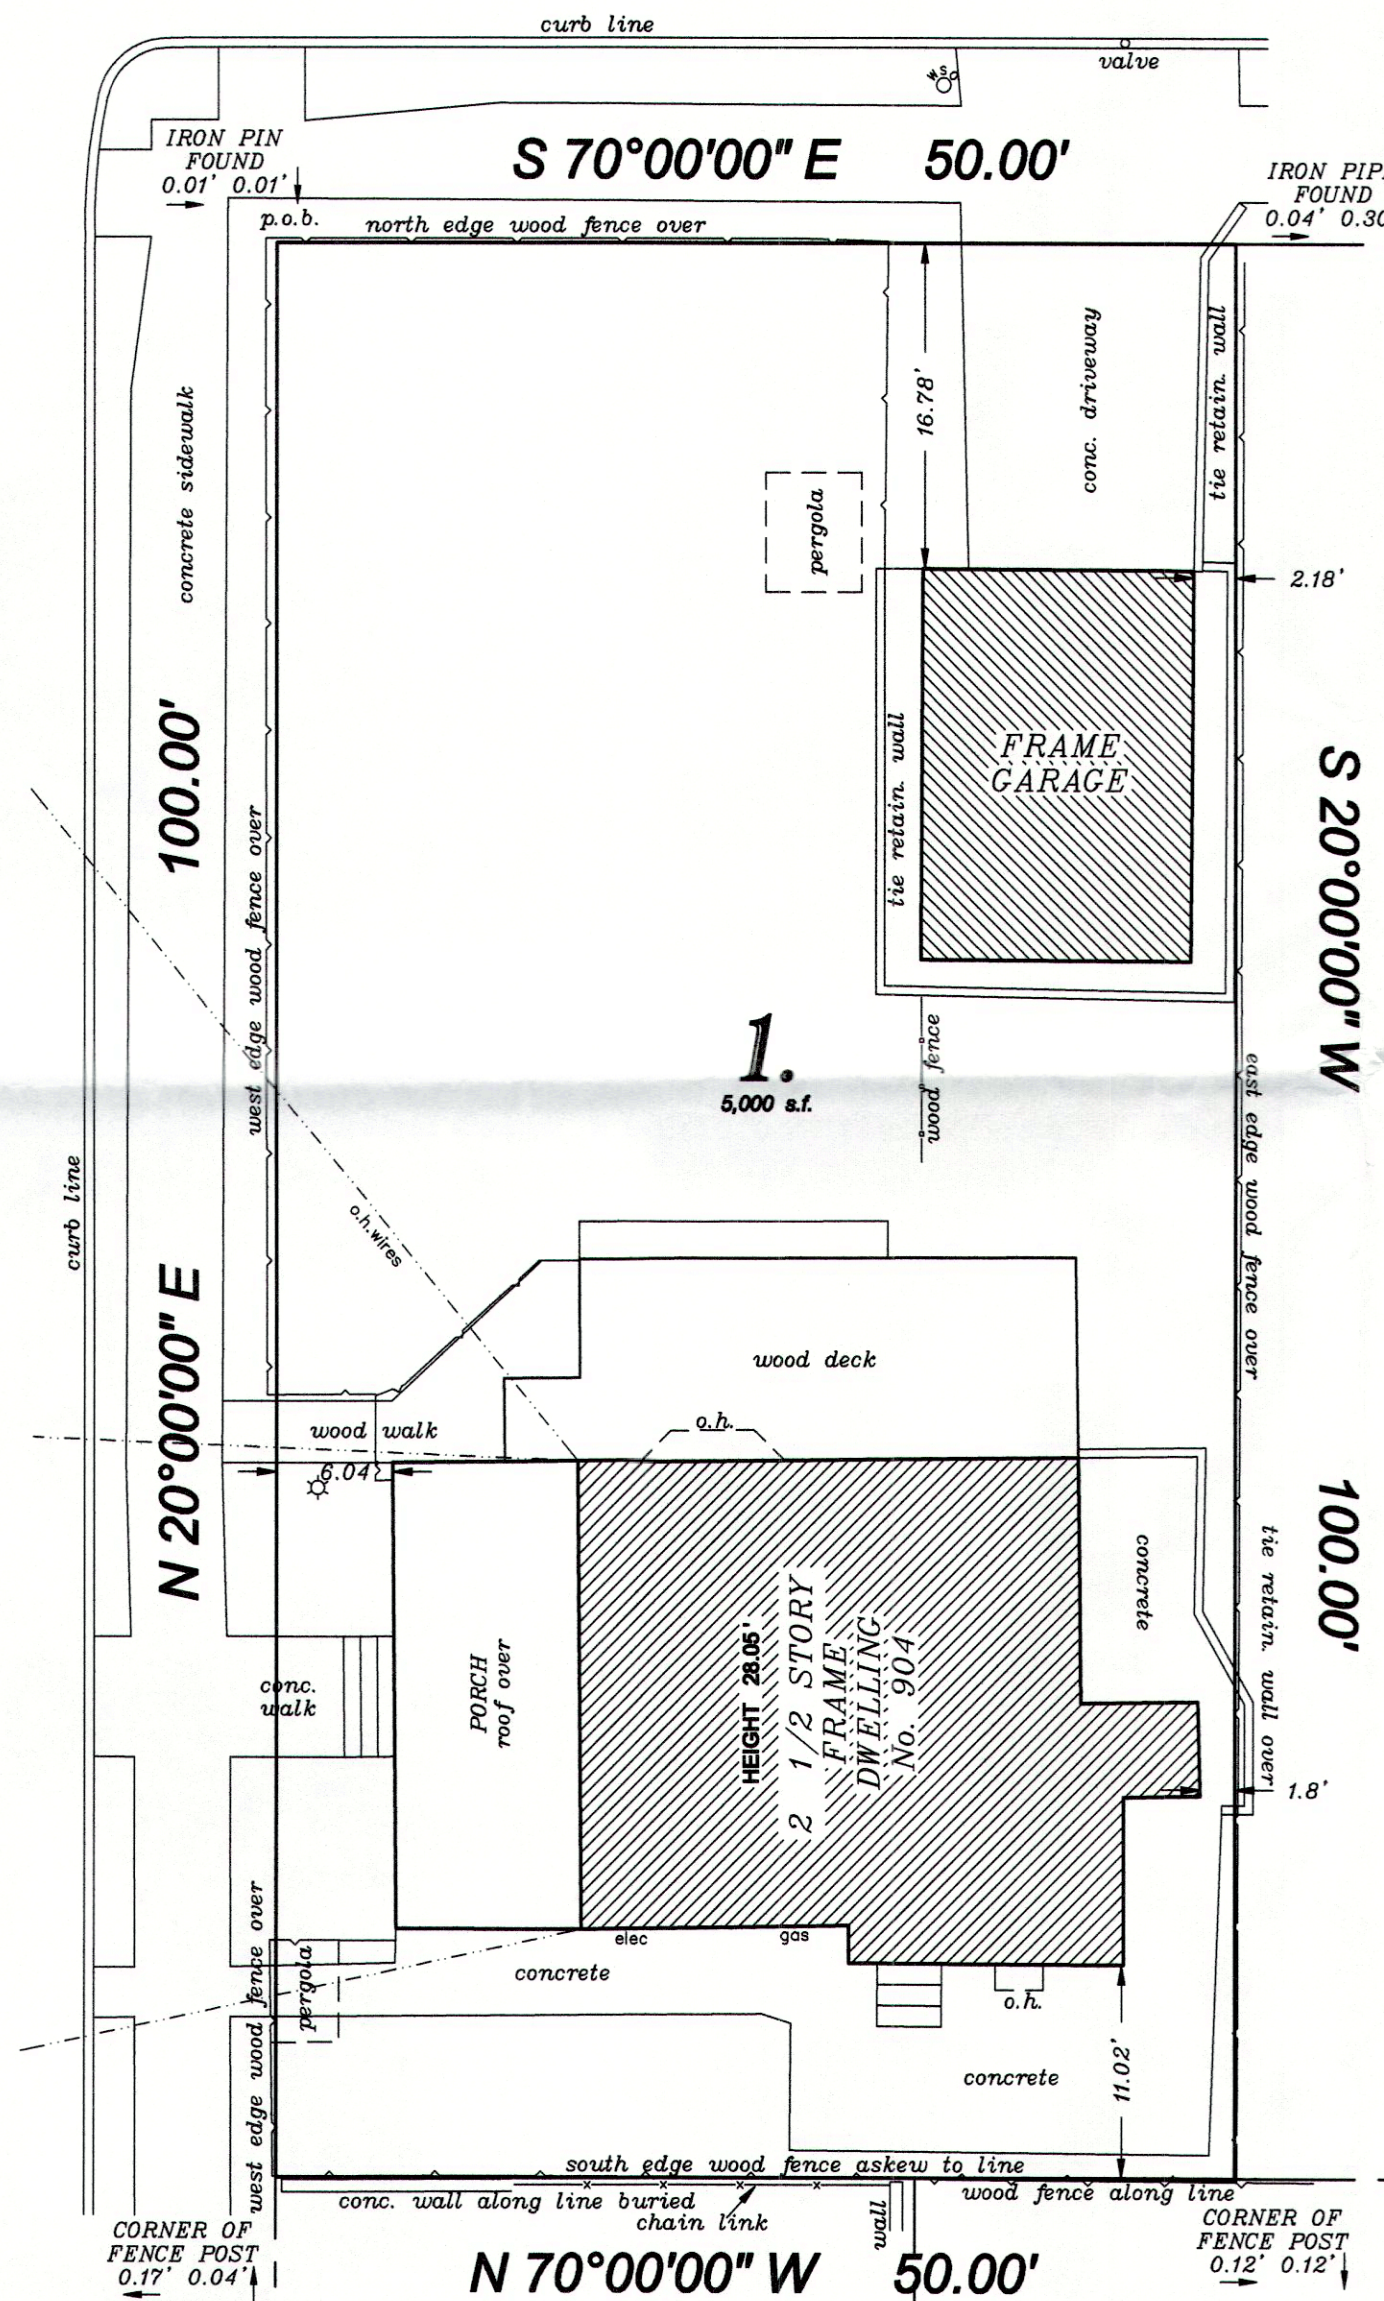 curb line
valve
WSO
IRON PIN
FOUND
0.01' 0.01'
S 70°00'00" E 50.00'
FOUND
p.o.b.
north edge wood fence over
concrete sidewalk
16.78'
conc. driveway
tie retain. wall
pergola
2.18'
100.00'
FRAME
GARAGE
tie retain. wall
S 20°00'00" W
west edge wood fence over
1.
5,000 s.f.
wood fence
east edge wood fence over
curb line
o.h.wires
N 20°00'00" E
wood deck
o.h.
wood walk
6.04'
100.00'
concrete
tie retain. wall over
HEIGHT 28.05'
2 1/2 STORY
FRAME
DWELLING
No. 904
PORCH
roof over
conc.
walk
1.8'
west edge wood fence over
elec
gas
pergola
concrete
o.h.
11.02'
concrete
south edge wood fence askew to line
conc. wall along line buried
wood fence along line
chain link
wall
CORNER OF
FENCE POST
0.17' 0.04'
CORNER OF
FENCE POST
0.12' 0.12'
N 70°00'00" W 50.00'